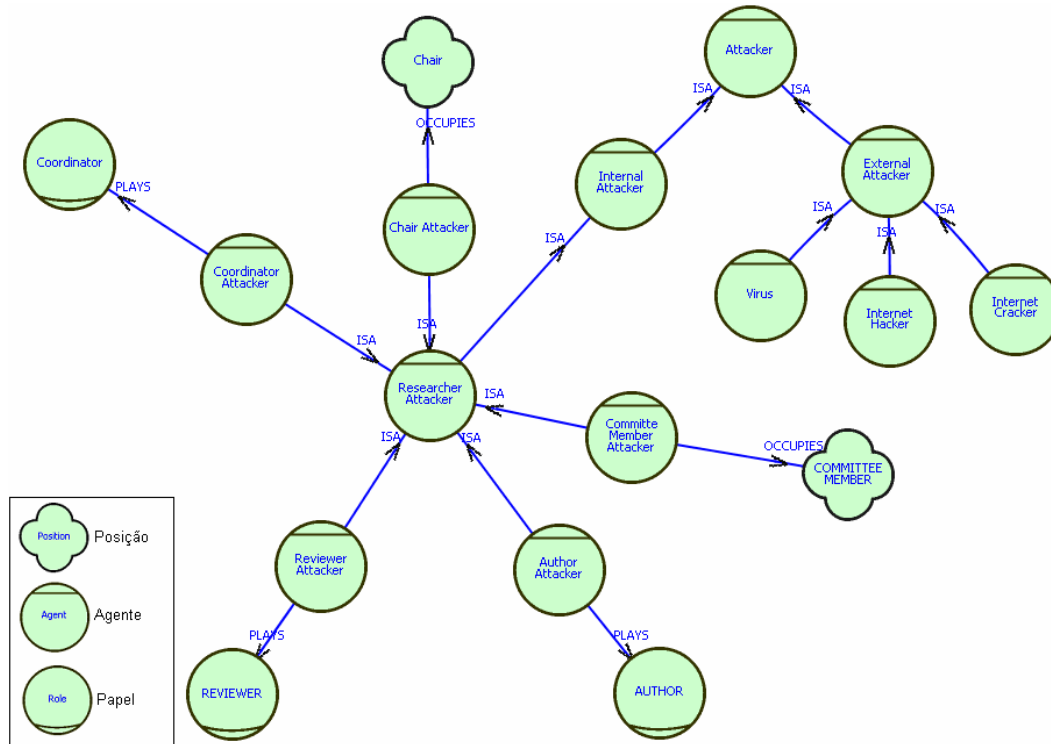 Attacker
Chair
ISA
ISA
OCCUPIES
Coordinator
Internal
Attacker
External
Attacker
PLAYS
Chair Attacker
ISA
ISA
ISA
ISA
ISA
Coordinator
Attacker
Virus
Internet
Hacker
Internet
Cracker
ISA
ISA
Researcher
Attacker
ISA
Committe
Member
Attacker
ISA
ISA
OCCUPIES
COMMITTEE
MEMBER
Position
Posição
Reviewer
Attacker
Author
Attacker
Agent
Agente
PLAYS
PLAYS
REVIEWER
AUTHOR
Role
Papel